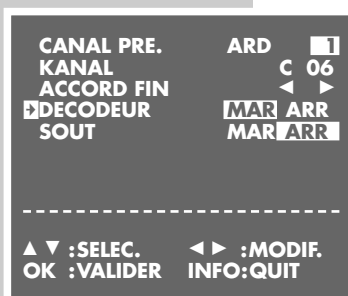 CANAL PRE. ARD 1
KANAL C 06
ACCORD FIN ◄ ►
DECODEUR MAR ARR
SOUT MAR ARR
▲ ▼ :SELEC. ◄ ► :MODIF.
OK :VALIDER INFO:QUIT